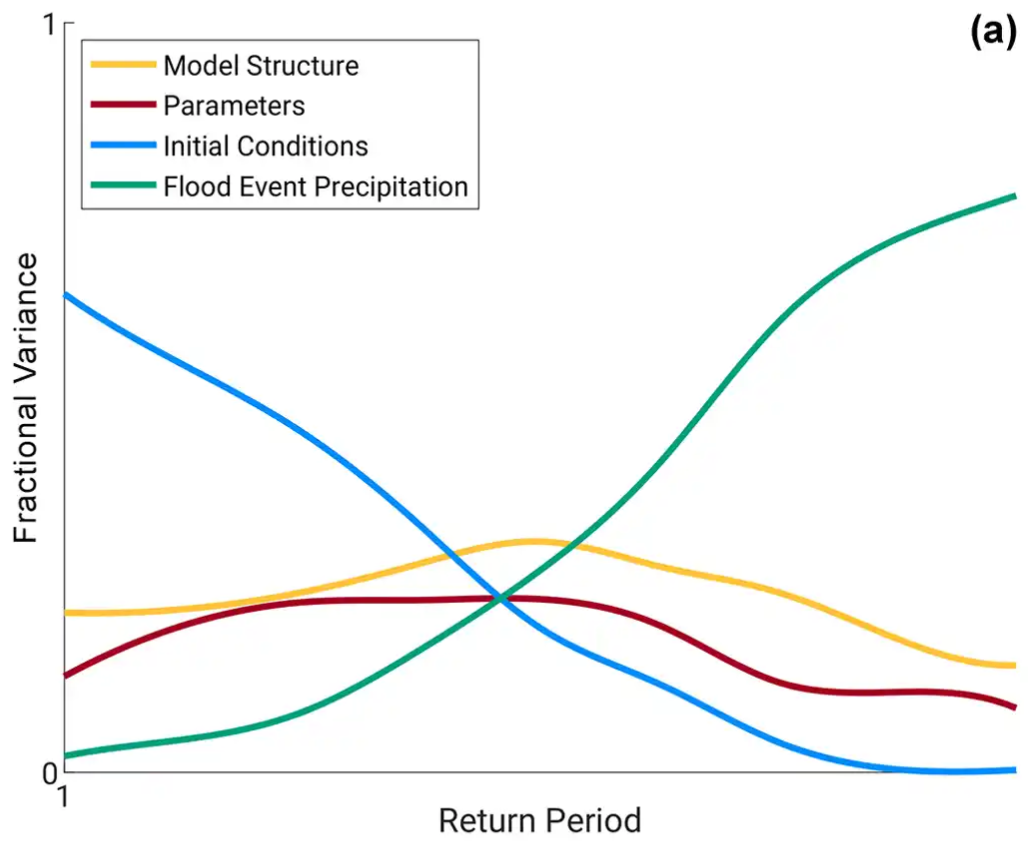 (a)
1
Model Structure
Parameters
Initial Conditions
Flood Event Precipitation
Fractional Variance
0
1
Return Period